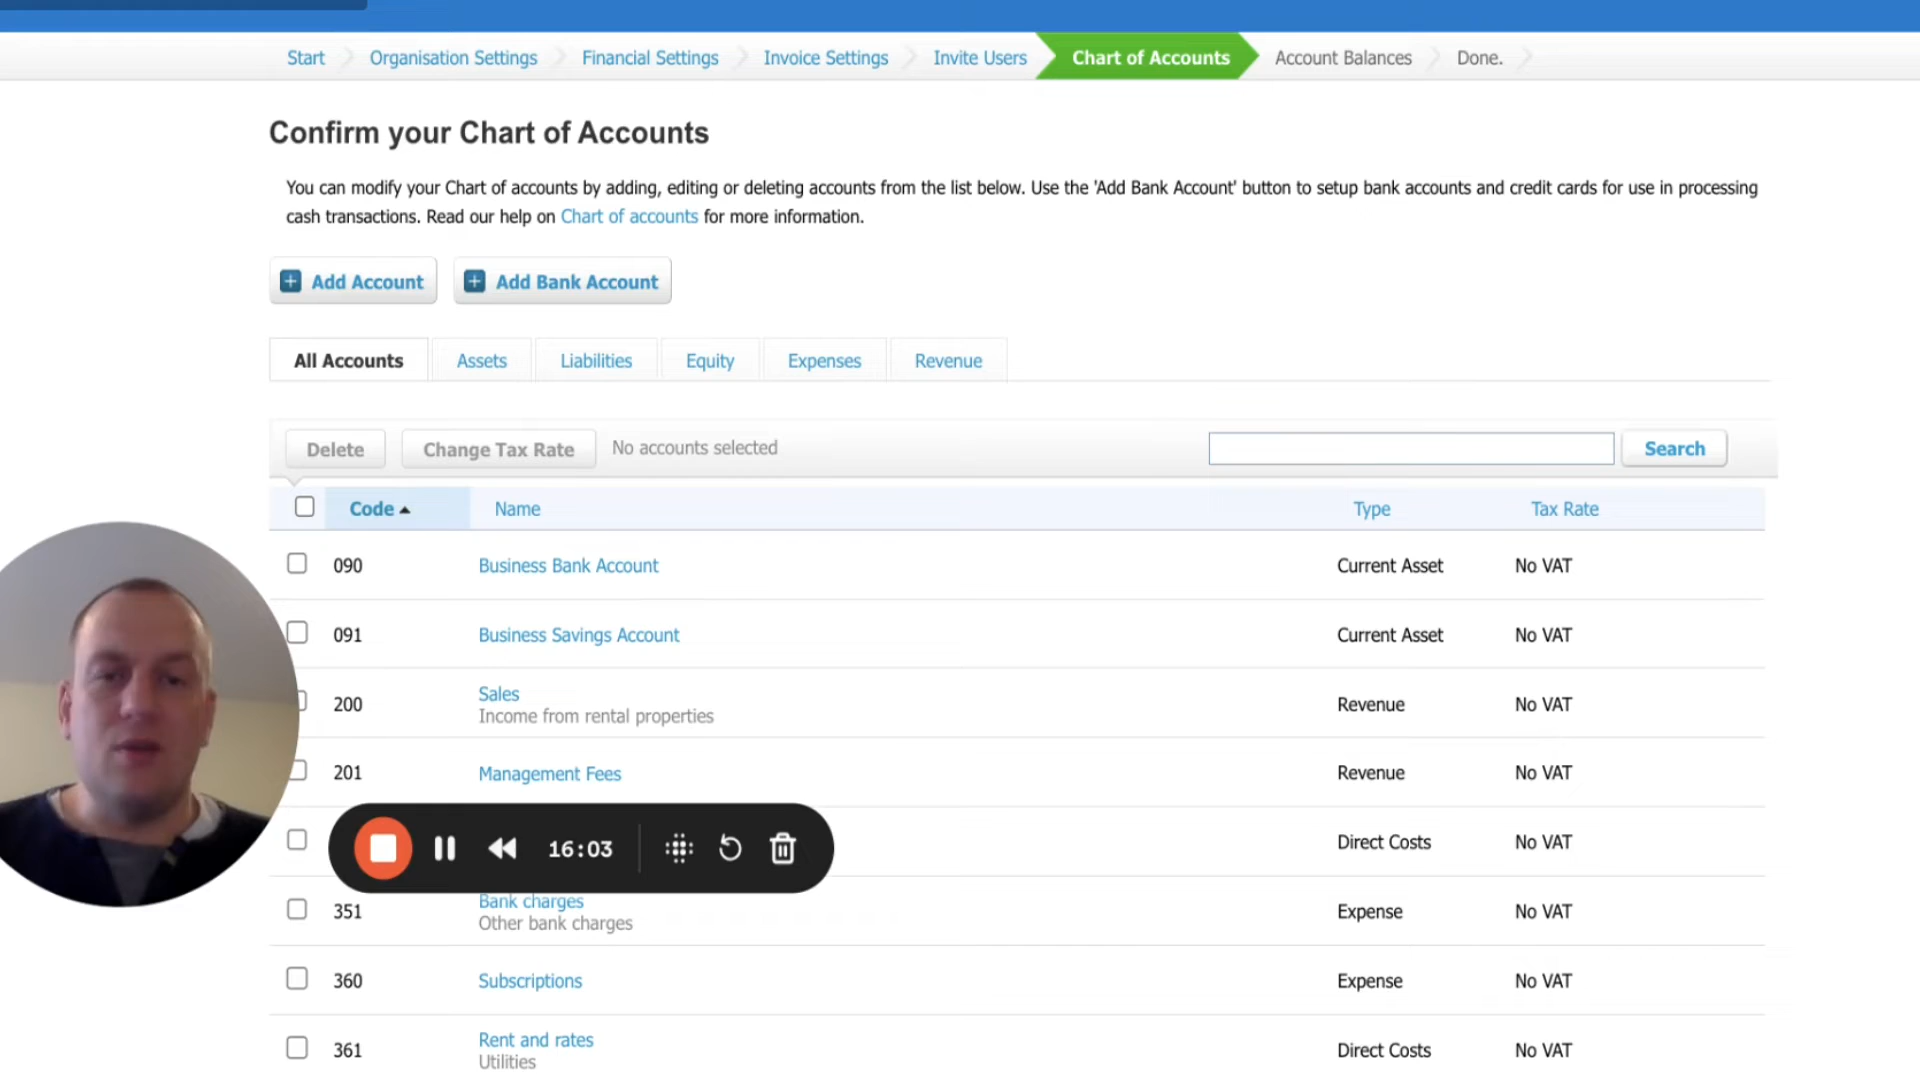 Start Organisation Settings Financial Settings Invoice Settings Invite Users Chart of Accounts Account Balances Done.
Confirm your Chart of Accounts
You can modify your Chart of accounts by adding, editing or deleting accounts from the list below. Use the 'Add Bank Account' button to setup bank accounts and credit cards for use in processing
cash transactions. Read our help on Chart of accounts for more information.
Add Account Add Bank Account
All Accounts Assets Liabilities Equity Expenses Revenue
Delete Change Tax Rate No accounts selected Search
Code Name Type Tax Rate
090 Business Bank Account Current Asset No VAT
091 Business Savings Account Current Asset No VAT
200 Sales Revenue No VAT
Income from rental properties
201 Management Fees Revenue No VAT
Direct Costs No VAT
16:03
351 Bank charges Expense No VAT
Other bank charges
360 Subscriptions Expense No VAT
361 Rent and rates Direct Costs No VAT
Utilities